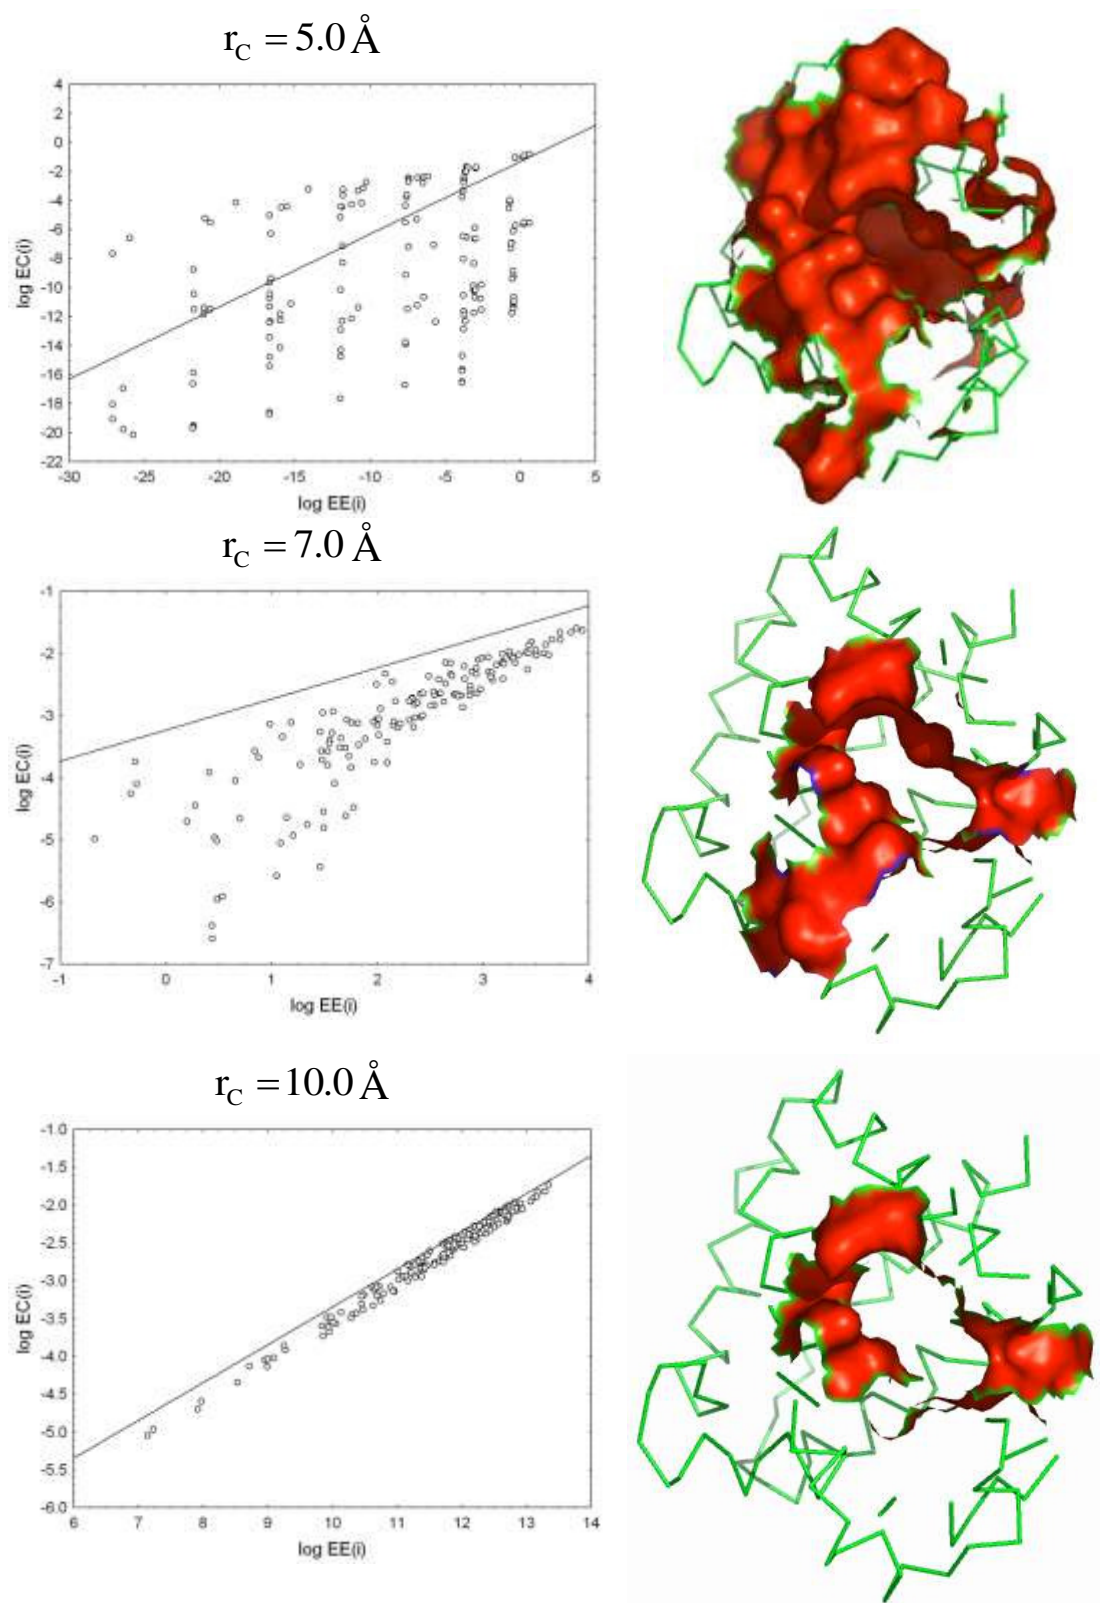 r_C = 5.0 Å
4
2
0
-2
-4
-6
-8
-10
-12
-14
-16
-18
-20
-22
log EC(i)
-30 -25 -20 -15 -10 -5 0 5
log EE(i)
r_C = 7.0 Å
-1
-2
-3
-4
-5
-6
-7
log EC(i)
-1 0 1 2 3 4
log EE(i)
r_C = 10.0 Å
-1.0
-1.5
-2.0
-2.5
-3.0
-3.5
-4.0
-4.5
-5.0
-5.5
-6.0
log EC(i)
6 7 8 9 10 11 12 13 14
log EE(i)